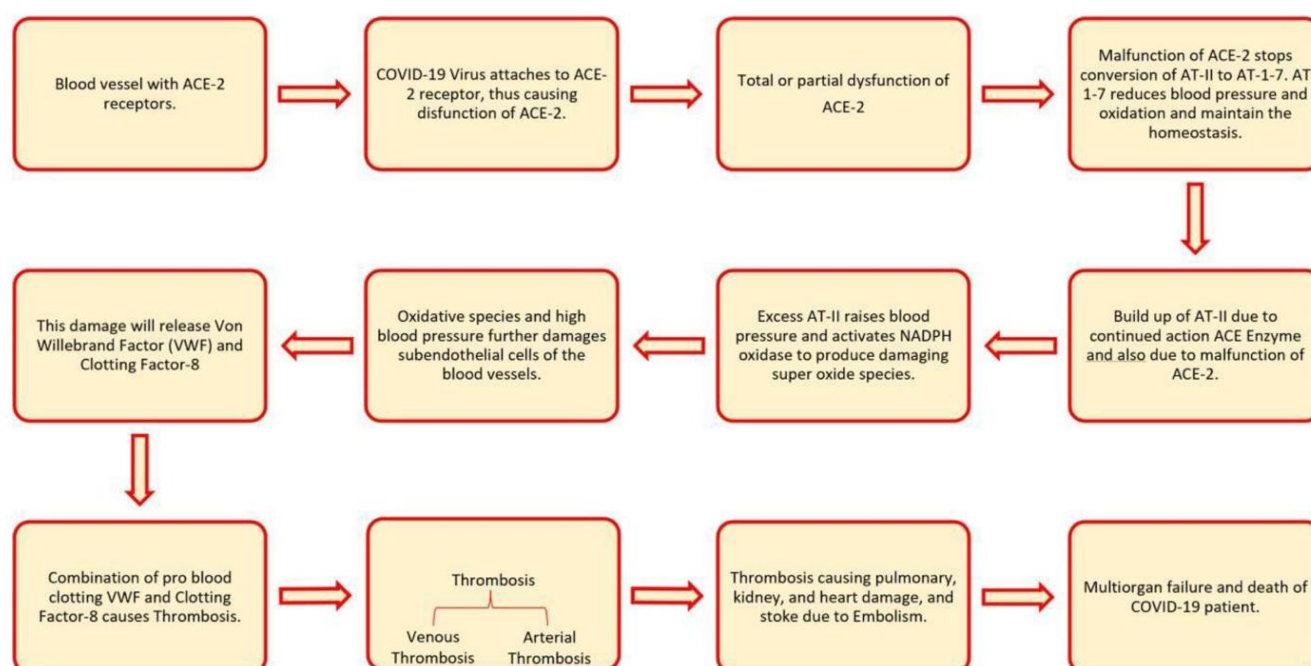 Blood vessel with ACE-2
receptors.
COVID-19 Virus attaches to ACE-
2 receptor, thus causing
disfunction of ACE-2.
Total or partial dysfunction of
ACE-2
Malfunction of ACE-2 stops
conversion of AT-II to AT-1-7. AT
1-7 reduces blood pressure and
oxidation and maintain the
homeostasis.
Build up of AT-II due to
continued action ACE Enzyme
and also due to malfunction of
ACE-2.
Excess AT-II raises blood
pressure and activates NADPH
oxidase to produce damaging
super oxide species.
Oxidative species and high
blood pressure further damages
subendothelial cells of the
blood vessels.
This damage will release Von
Willebrand Factor (VWF) and
Clotting Factor-8
Combination of pro blood
clotting VWF and Clotting
Factor-8 causes Thrombosis.
Thrombosis
Venous
Thrombosis
Arterial
Thrombosis
Thrombosis causing pulmonary,
kidney, and heart damage, and
stoke due to Embolism.
Multiorgan failure and death of
COVID-19 patient.